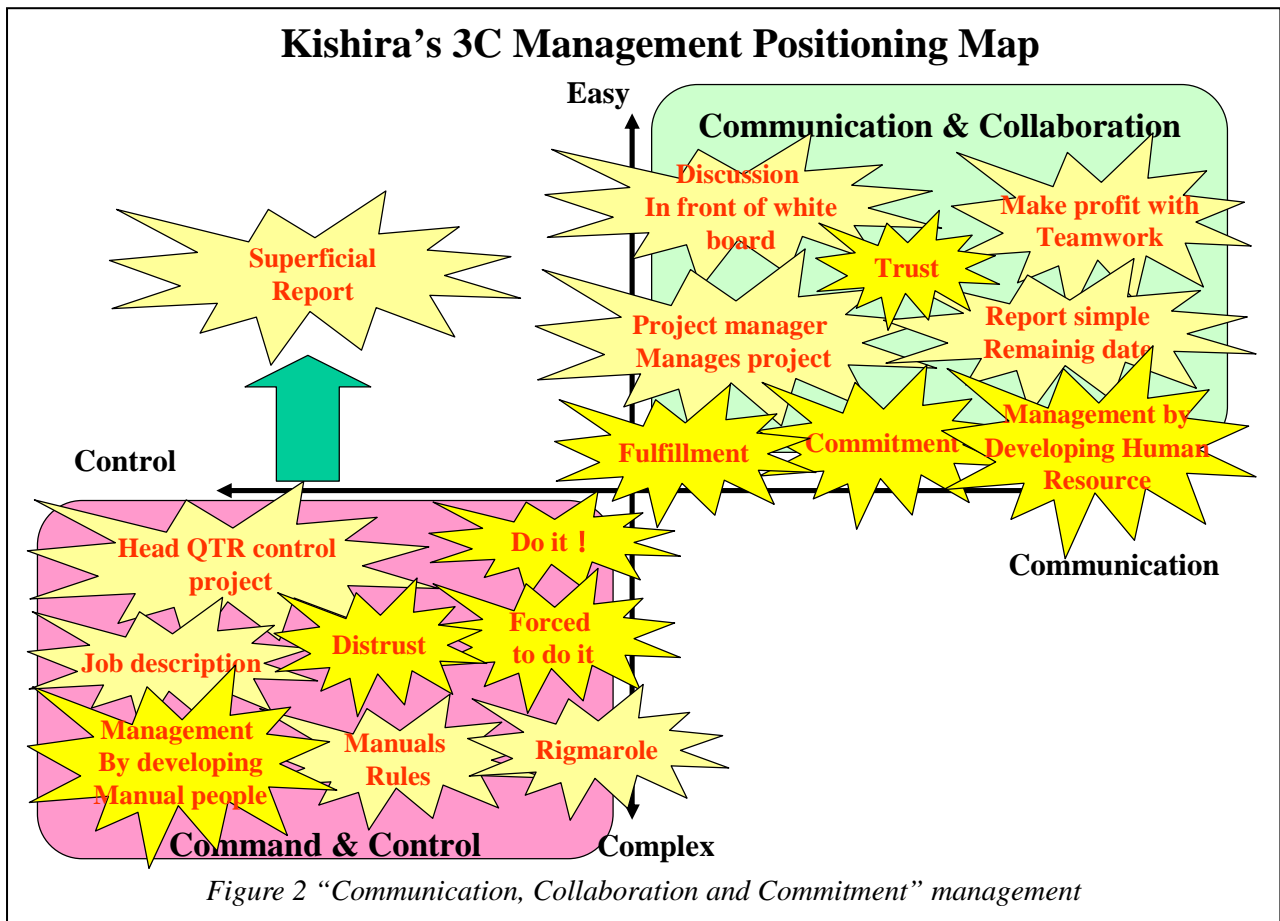 Kishira's 3C Management Positioning Map
Easy
Communication & Collaboration
Discussion
In front of white
board
Make profit with
Teamwork
Trust
Superficial
Report
Project manager
Manages project
Report simple
Remainig date
Fulfillment
Commitment
Management by
Developing Human
Resource
Control
Communication
Head QTR control
project
Do it !
Job description
Distrust
Forced
to do it
Management
By developing
Manual people
Manuals
Rules
Rigmarole
Command & Control
Complex
Figure 2 “Communication, Collaboration and Commitment” management